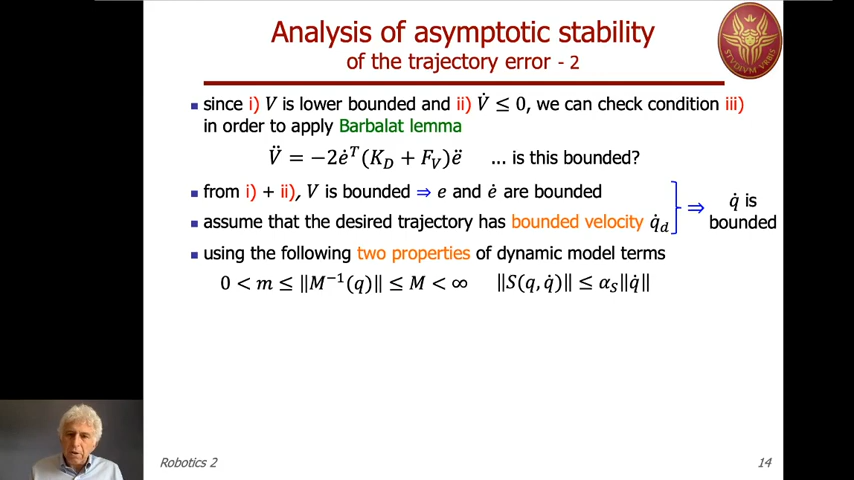 Analysis of asymptotic stability
of the trajectory error - 2
STVDIVM VRBIS
▪ since i) V is lower bounded and ii) V̇ ≤ 0, we can check condition iii)
in order to apply Barbalat lemma
V̈ = −2ė^T(K_D + F_V)ë ... is this bounded?
▪ from i) + ii), V is bounded ⇒ e and ė are bounded
▪ assume that the desired trajectory has bounded velocity q̇_d
⇒ q̇ is
bounded
▪ using the following two properties of dynamic model terms
0 < m ≤ ‖M⁻¹(q)‖ ≤ M < ∞ ‖S(q, q̇)‖ ≤ α_S‖q̇‖
Robotics 2
14